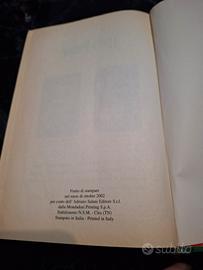 Finito di stampare
nel mese di ottobre 2002
per conto dell'Adriano Salani Editore S.r.l.
dalla Mondadori Printing S.p.A.
Stabilimento N.S.M. - Cles (TN)
Stampato in Italia - Printed in Italy
subito